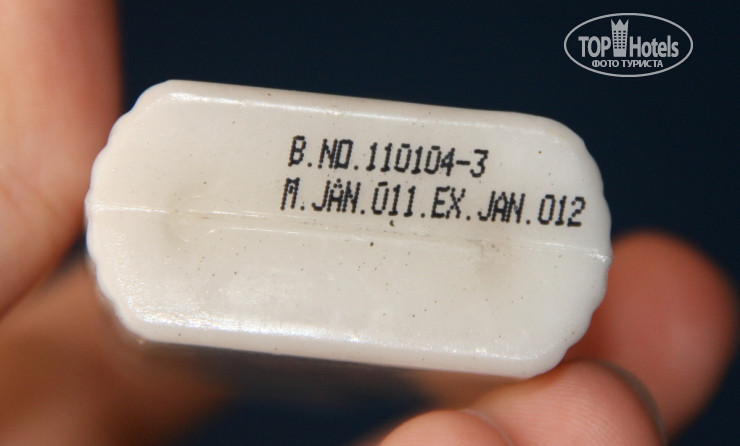 TOP Hotels
ФОТО ТУРИСТА
B.NO.110104-3
M.JAN.011.EX.JAN.012